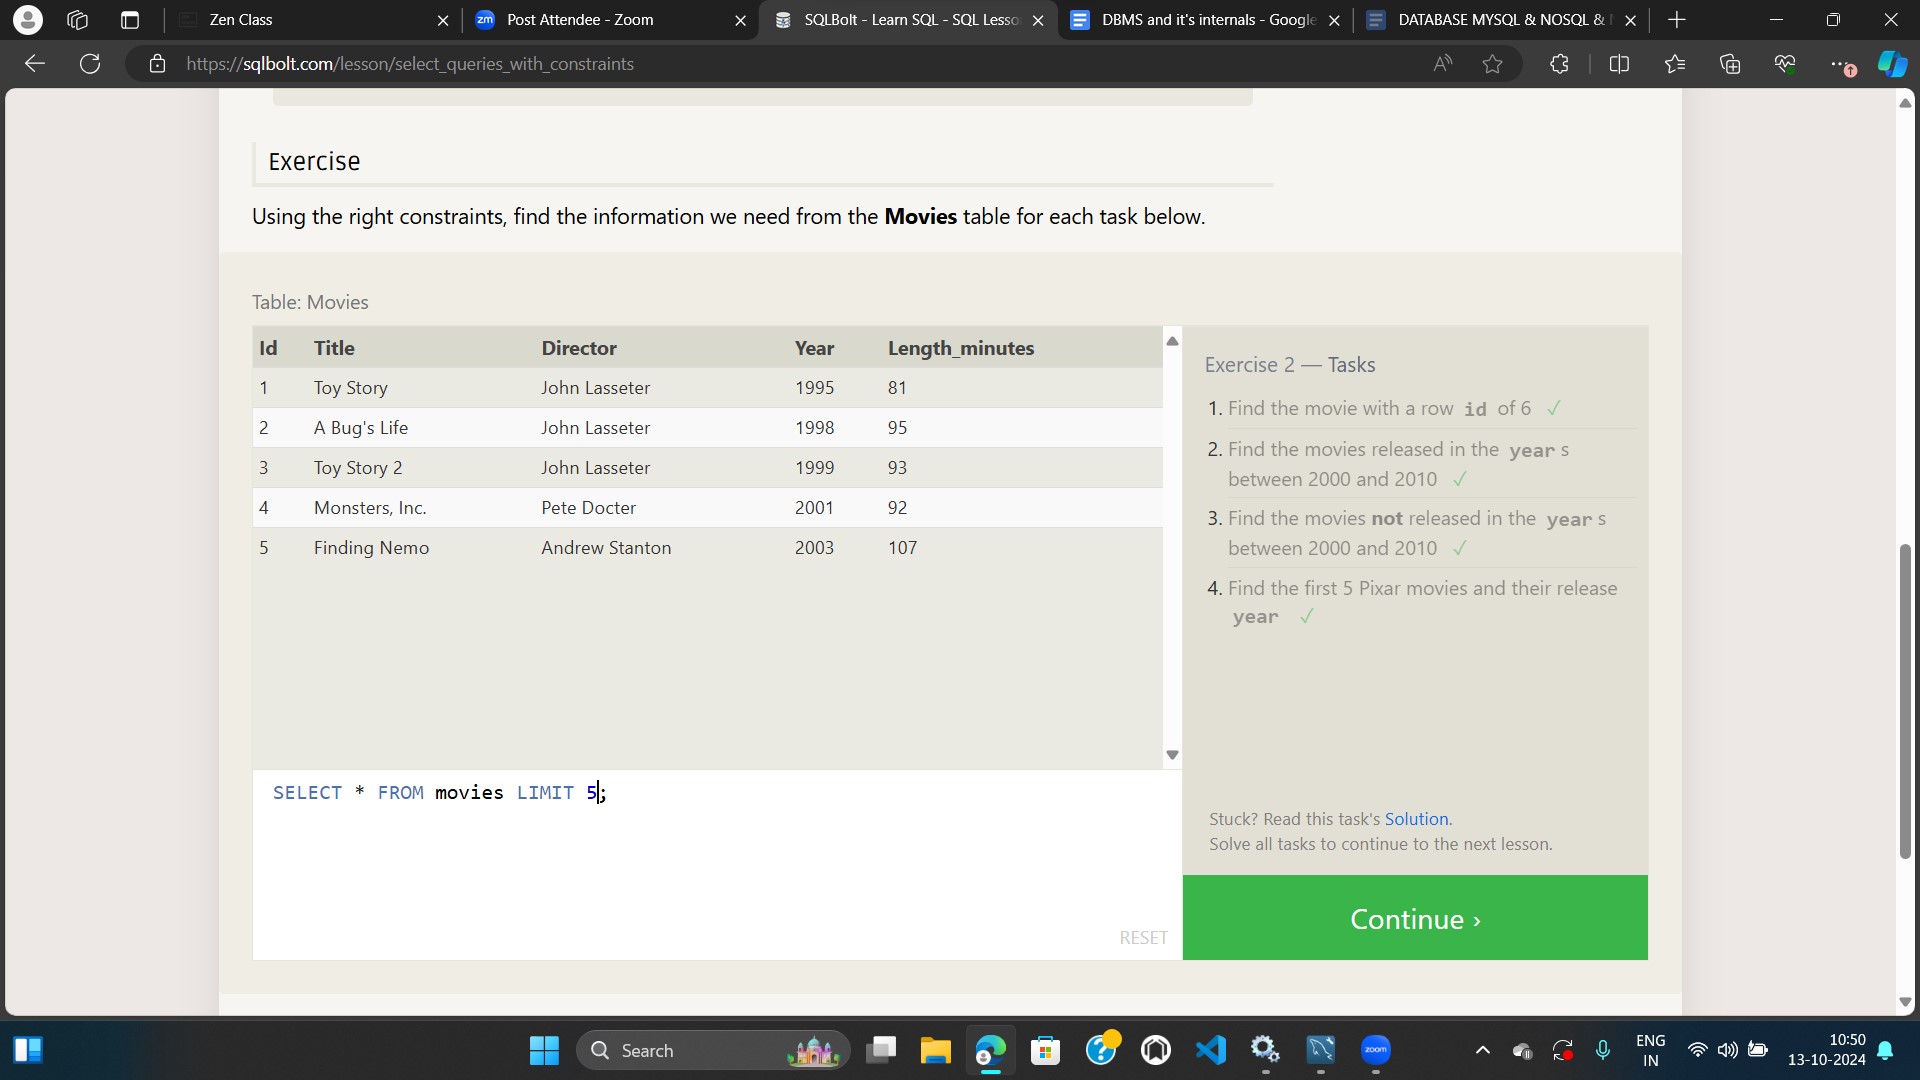 Zen Class
Post Attendee - Zoom
SQLBolt - Learn SQL - SQL Lesso
DBMS and it's internals - Google
DATABASE MYSQL & NOSQL &
https://sqlbolt.com/lesson/select_queries_with_constraints
Exercise
Using the right constraints, find the information we need from the Movies table for each task below.
Table: Movies
Id Title Director Year Length_minutes
1 Toy Story John Lasseter 1995 81
2 A Bug's Life John Lasseter 1998 95
3 Toy Story 2 John Lasseter 1999 93
4 Monsters, Inc. Pete Docter 2001 92
5 Finding Nemo Andrew Stanton 2003 107
SELECT * FROM movies LIMIT 5;
RESET
Exercise 2 — Tasks
1. Find the movie with a row id of 6 ✓
2. Find the movies released in the year s
between 2000 and 2010 ✓
3. Find the movies not released in the year s
between 2000 and 2010 ✓
4. Find the first 5 Pixar movies and their release
year ✓
Stuck? Read this task's Solution.
Solve all tasks to continue to the next lesson.
Continue ›
Search
zoom
ENG
IN
10:50
13-10-2024